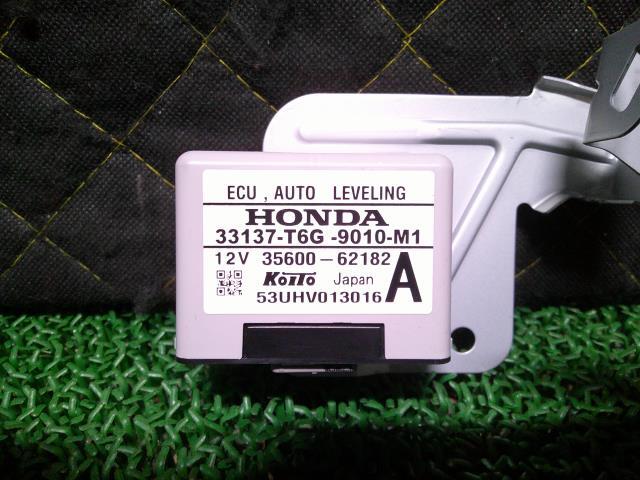 ECU , AUTO LEVELING
HONDA
33137-T6G -9010-M1
12V 35600-62182
KOITO Japan
53UHV013016
A